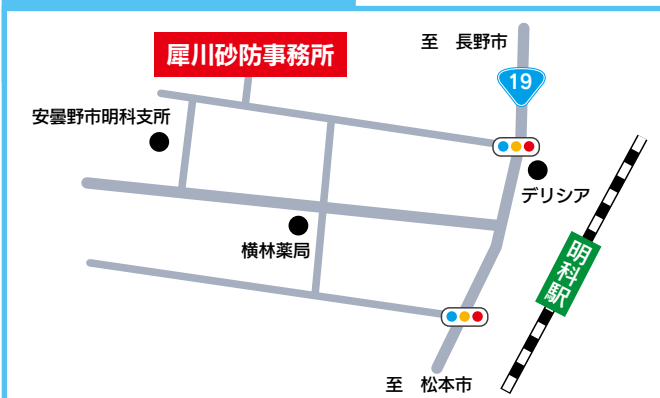 犀川砂防事務所
至 長野市
19
安曇野市明科支所
デリシア
横林薬局
明科駅
至 松本市